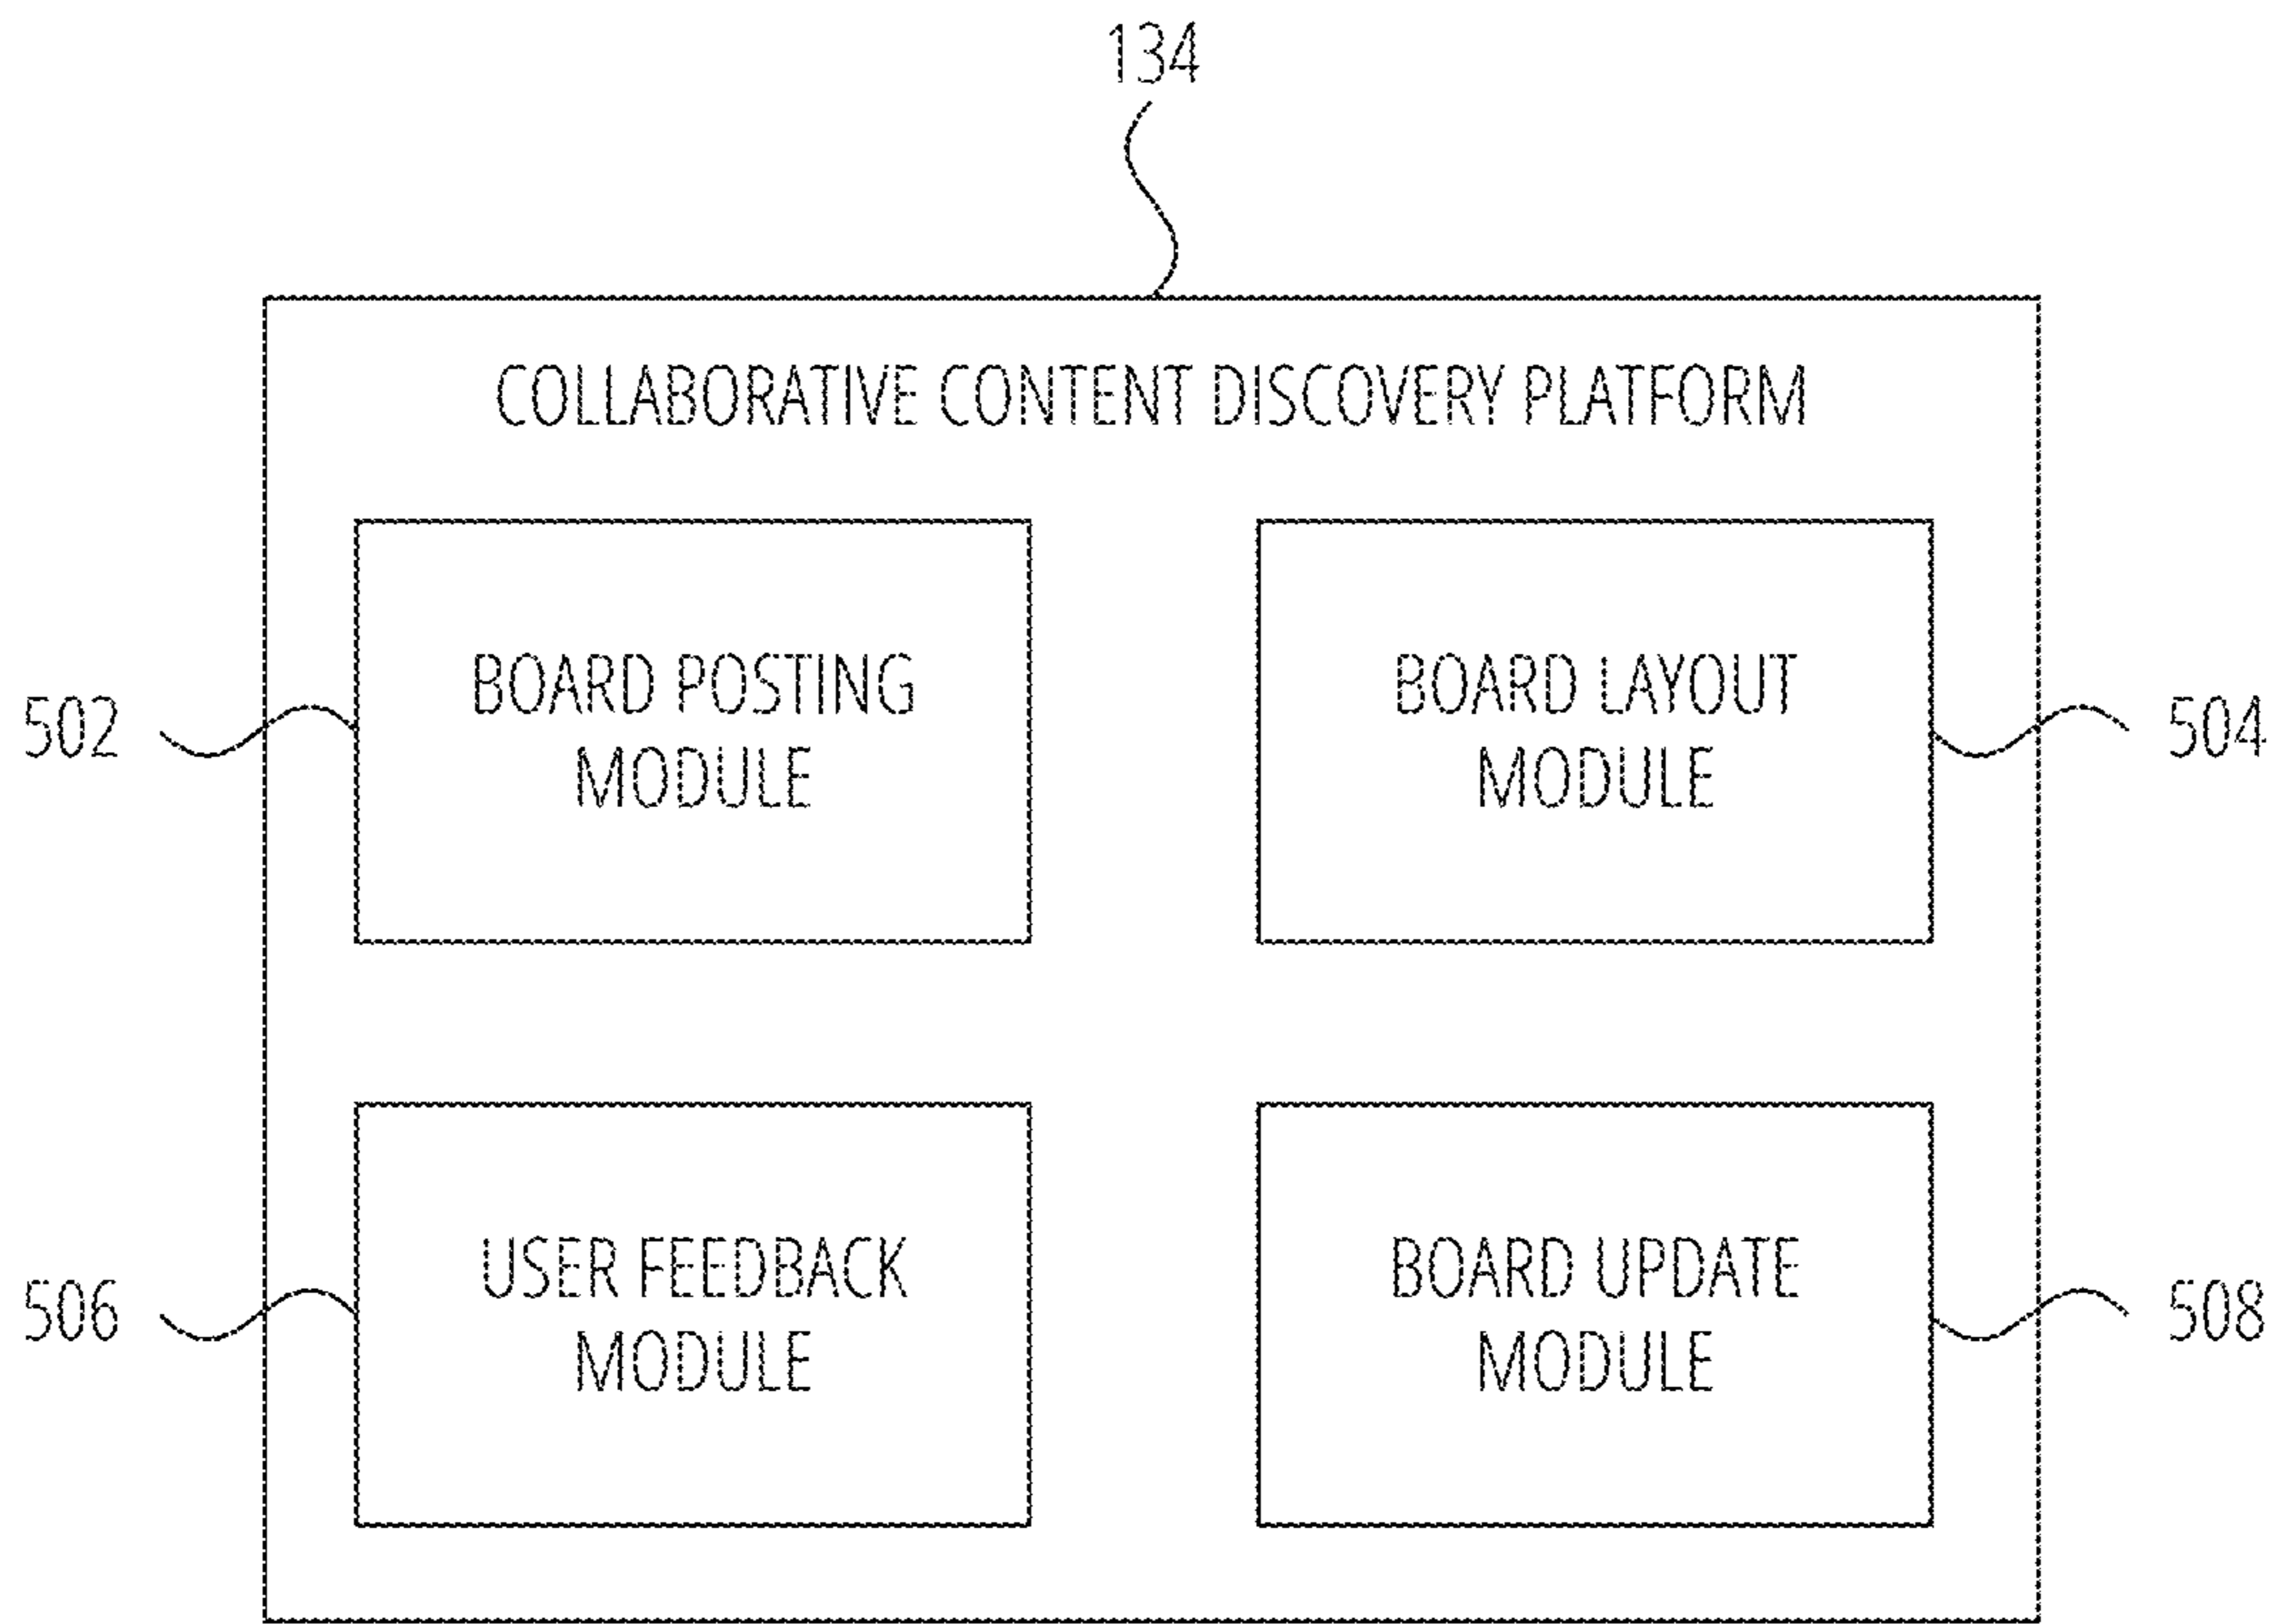 134
COLLABORATIVE CONTENT DISCOVERY PLATFORM
BOARD POSTING
MODULE
502
BOARD LAYOUT
MODULE
504
USER FEEDBACK
MODULE
506
BOARD UPDATE
MODULE
508